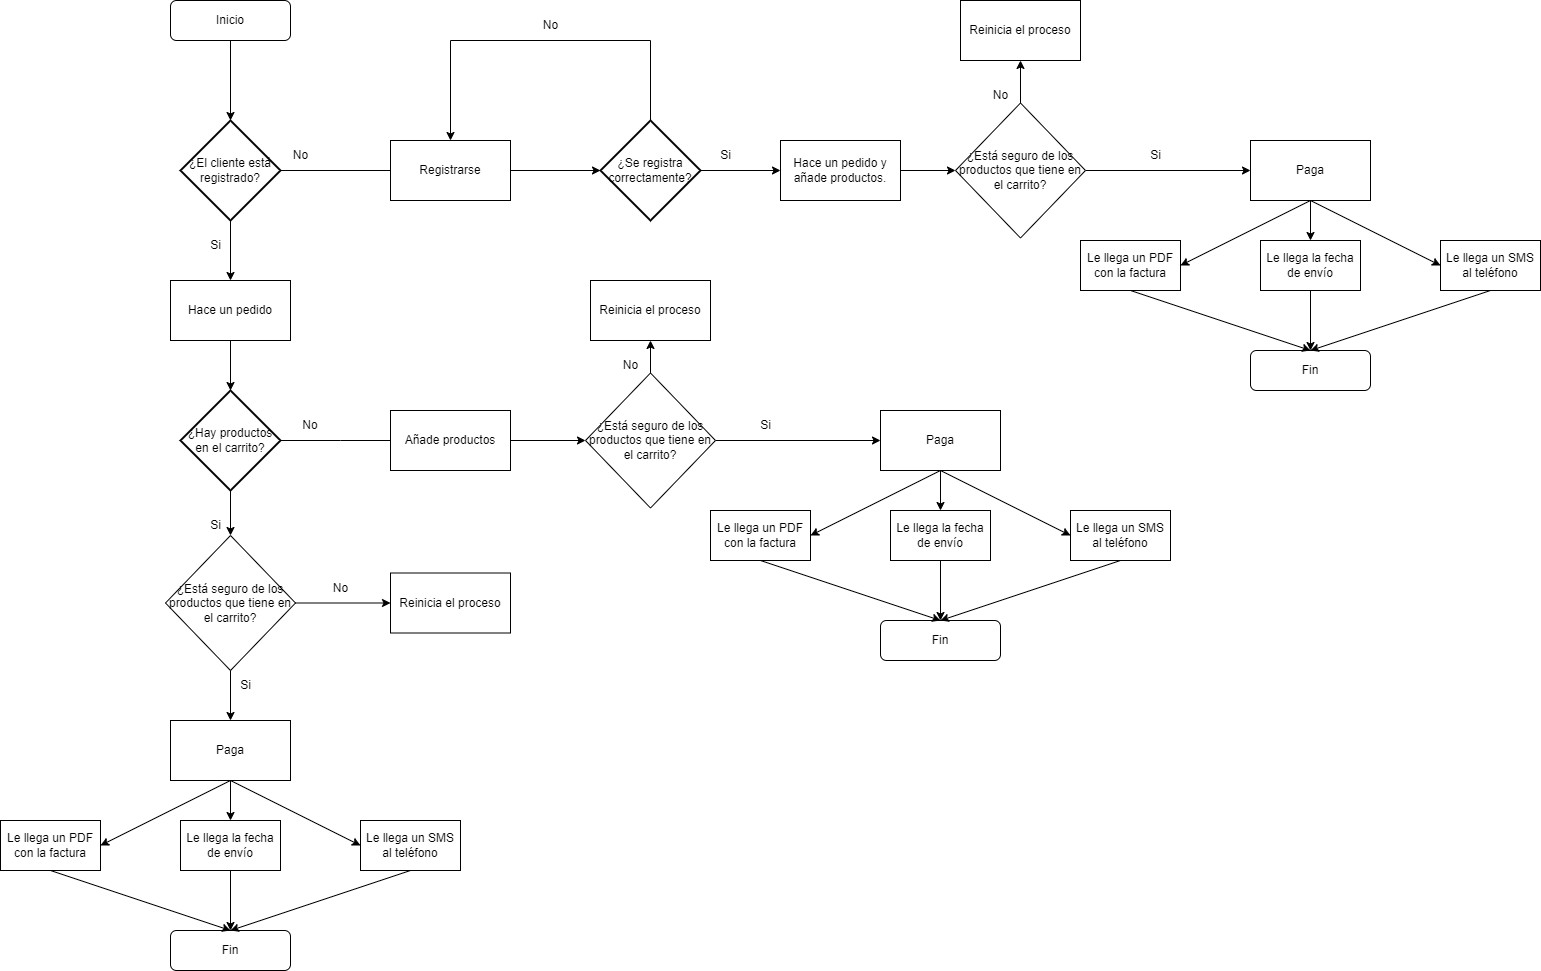 Inicio
No
Reinicia el proceso
No
¿El cliente está
registrado?
No
Registrarse
¿Se registra
correctamente?
Si
Hace un pedido y
añade productos.
¿Está seguro de los
productos que tiene en
el carrito?
Si
Paga
Si
Le llega un PDF
con la factura
Le llega la fecha
de envío
Le llega un SMS
al teléfono
Fin
Hace un pedido
Reinicia el proceso
No
¿Hay productos
en el carrito?
No
Añade productos
¿Está seguro de los
productos que tiene en
el carrito?
Si
Paga
Le llega un PDF
con la factura
Le llega la fecha
de envío
Le llega un SMS
al teléfono
Fin
Si
¿Está seguro de los
productos que tiene en
el carrito?
No
Reinicia el proceso
Si
Paga
Le llega un PDF
con la factura
Le llega la fecha
de envío
Le llega un SMS
al teléfono
Fin